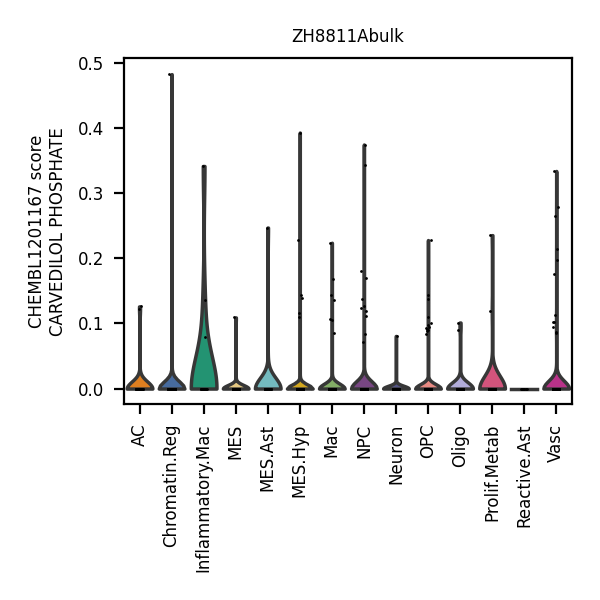 ZH8811Abulk
CHEMBL1201167 score
CARVEDILOL PHOSPHATE
0.5
0.4
0.3
0.2
0.1
0.0
AC
Chromatin.Reg
Inflammatory.Mac
MES
MES.Ast
MES.Hyp
Mac
NPC
Neuron
OPC
Oligo
Prolif.Metab
Reactive.Ast
Vasc